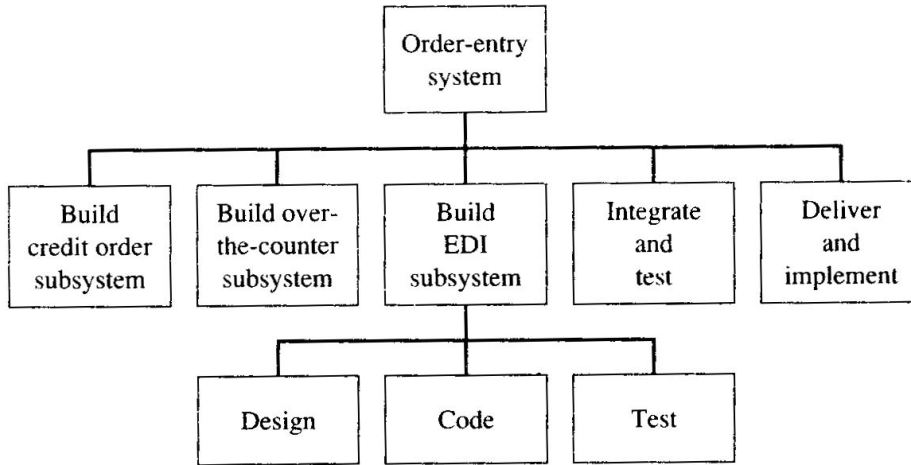 Order-entry
system
Build
credit order
subsystem
Build over-
the-counter
subsystem
Build
EDI
subsystem
Integrate
and
test
Deliver
and
implement
Design
Code
Test